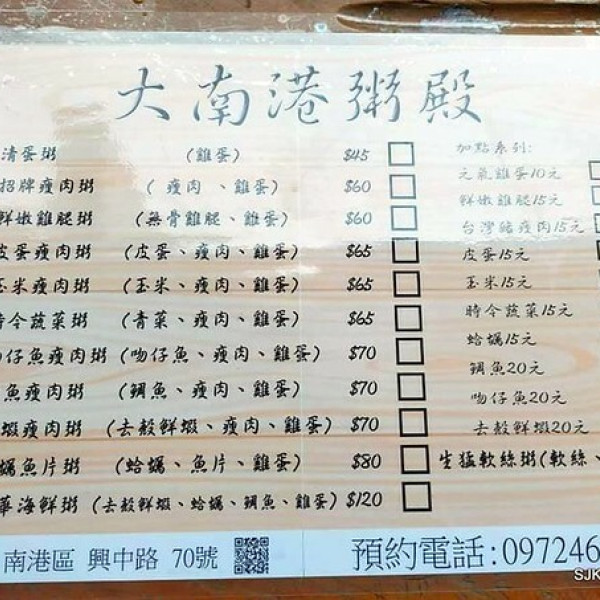 大南港粥殿
清蛋粥 (雞蛋) $45
招牌瘦肉粥 (瘦肉、雞蛋) $60
鮮嫩雞腿粥 (無骨雞腿、雞蛋) $60
皮蛋瘦肉粥 (皮蛋、瘦肉、雞蛋) $65
玉米瘦肉粥 (玉米、瘦肉、雞蛋) $65
時令蔬菜粥 (青菜、瘦肉、雞蛋) $65
吻仔魚瘦肉粥 (吻仔魚、瘦肉、雞蛋) $70
魚瘦肉粥 (鯛魚、瘦肉、雞蛋) $70
蝦瘦肉粥 (去殼鮮蝦、瘦肉、雞蛋) $70
蠣魚片粥 (蛤蠣、魚片、雞蛋) $80
華海鮮粥 (去殼鮮蝦、蛤蠣、鯛魚、雞蛋) $120
加點系列:
元氣雞蛋10元
鮮嫩雞腿15元
台灣豬瘦肉15元
皮蛋15元
玉米15元
時令蔬菜15元
蛤蠣15元
鯛魚20元
吻仔魚20元
去殼鮮蝦20元
生猛軟絲粥(軟絲、
南港區 興中路 70號
預約電話:097246
SJK